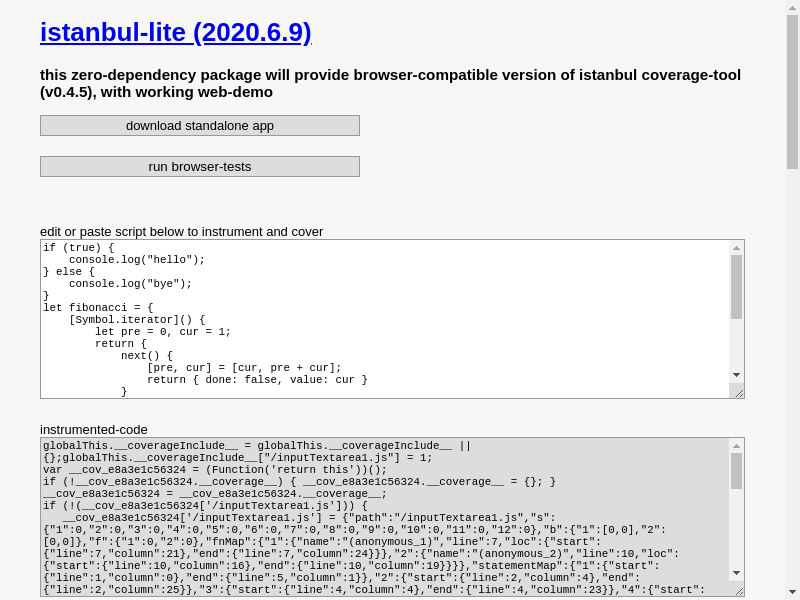 istanbul-lite (2020.6.9)
this zero-dependency package will provide browser-compatible version of istanbul coverage-tool
(v0.4.5), with working web-demo
download standalone app
run browser-tests
edit or paste script below to instrument and cover
if (true) {
    console.log("hello");
} else {
    console.log("bye");
}
let fibonacci = {
    [Symbol.iterator]() {
        let pre = 0, cur = 1;
        return {
            next() {
                [pre, cur] = [cur, pre + cur];
                return { done: false, value: cur }
            }
instrumented-code
globalThis.__coverageInclude__ = globalThis.__coverageInclude__ ||
{};globalThis.__coverageInclude__["/inputTextarea1.js"] = 1;
var __cov_e8a3e1c56324 = (Function('return this'))();
if (!__cov_e8a3e1c56324.__coverage__) { __cov_e8a3e1c56324.__coverage__ = {}; }
__cov_e8a3e1c56324 = __cov_e8a3e1c56324.__coverage__;
if (!(__cov_e8a3e1c56324['/inputTextarea1.js'])) {
   __cov_e8a3e1c56324['/inputTextarea1.js'] = {"path":"/inputTextarea1.js","s":
{"1":0,"2":0,"3":0,"4":0,"5":0,"6":0,"7":0,"8":0,"9":0,"10":0,"11":0,"12":0},"b":{"1":[0,0],"2":
[0,0]},"f":{"1":0,"2":0},"fnMap":{"1":{"name":"(anonymous_1)","line":7,"loc":{"start":
{"line":7,"column":21},"end":{"line":7,"column":24}}},"2":{"name":"(anonymous_2)","line":10,"loc":
{"start":{"line":10,"column":16},"end":{"line":10,"column":19}}}},"statementMap":{"1":{"start":
{"line":1,"column":0},"end":{"line":5,"column":1}},"2":{"start":{"line":2,"column":4},"end":
{"line":2,"column":25}},"3":{"start":{"line":4,"column":4},"end":{"line":4,"column":23}},"4":{"start":